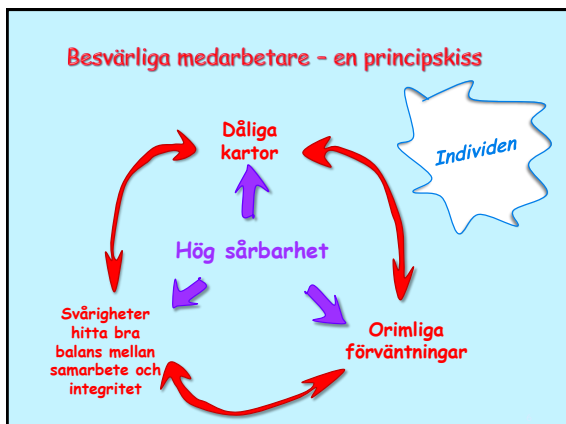 Besvärliga medarbetare – en principskiss
Individen
Dåliga
kartor
Hög sårbarhet
Svårigheter
hitta bra
balans mellan
samarbete och
integritet
Orimliga
förväntningar